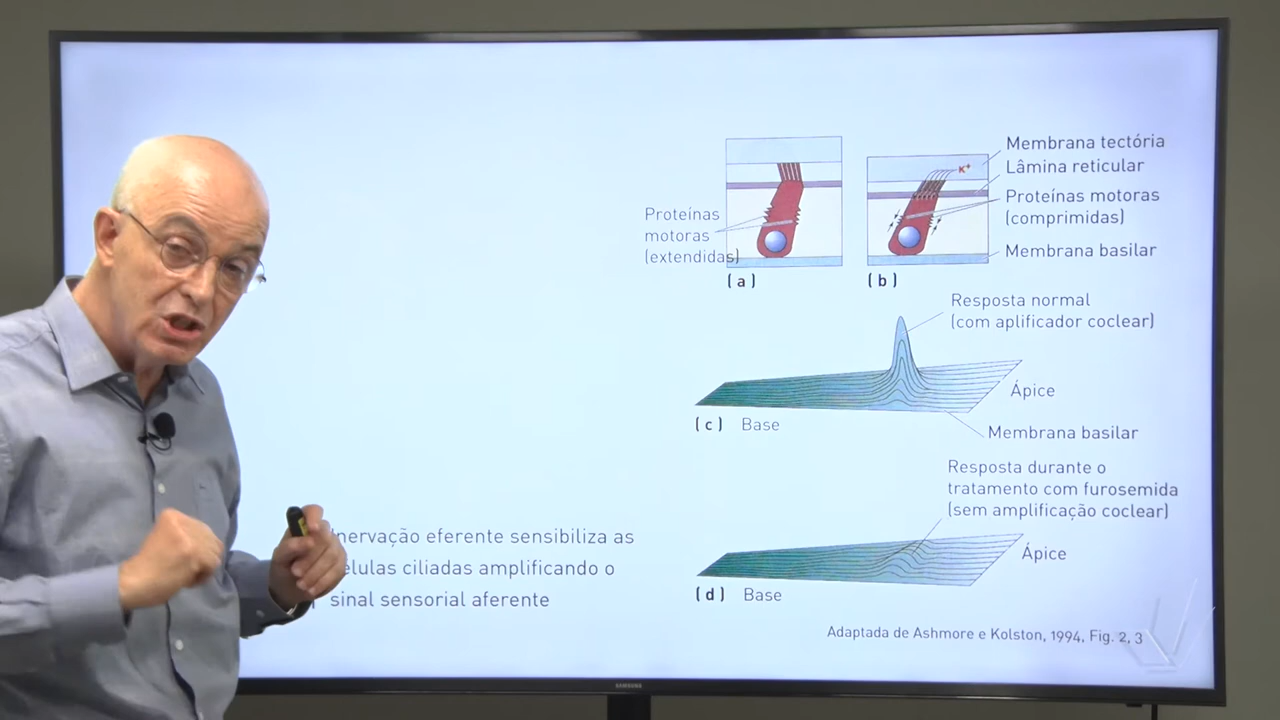 Membrana tectória
K+
Lâmina reticular
Proteínas motoras
(comprimidas)
Proteínas
motoras
(extendidas)
Membrana basilar
(a)
(b)
Resposta normal
(com aplificador coclear)
Ápice
(c) Base
Membrana basilar
Resposta durante o
tratamento com furosemida
(sem amplificação coclear)
Ápice
(d) Base
Inervação eferente sensibiliza as
células ciliadas amplificando o
sinal sensorial aferente
Adaptada de Ashmore e Kolston, 1994, Fig. 2, 3
SAMSUNG